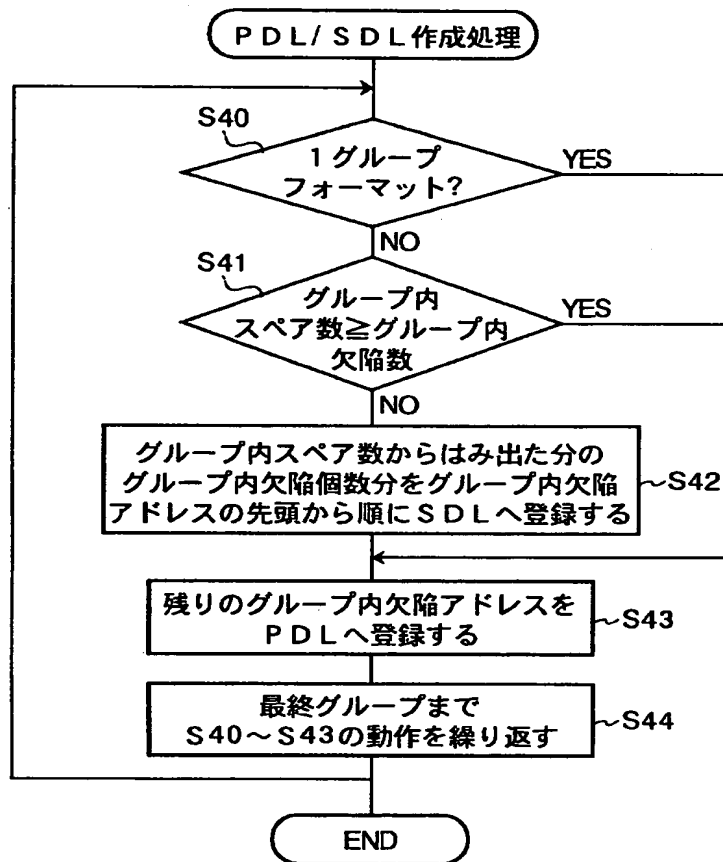 PDL/SDL作成処理
S40
1グループ
フォーマット?
YES
NO
S41
グループ内
スペア数≧グループ内
欠陥数
YES
NO
グループ内スペア数からはみ出た分の
グループ内欠陥個数分をグループ内欠陥
アドレスの先頭から順にSDLへ登録する
S42
残りのグループ内欠陥アドレスを
PDLへ登録する
S43
最終グループまで
S40～S43の動作を繰り返す
S44
END